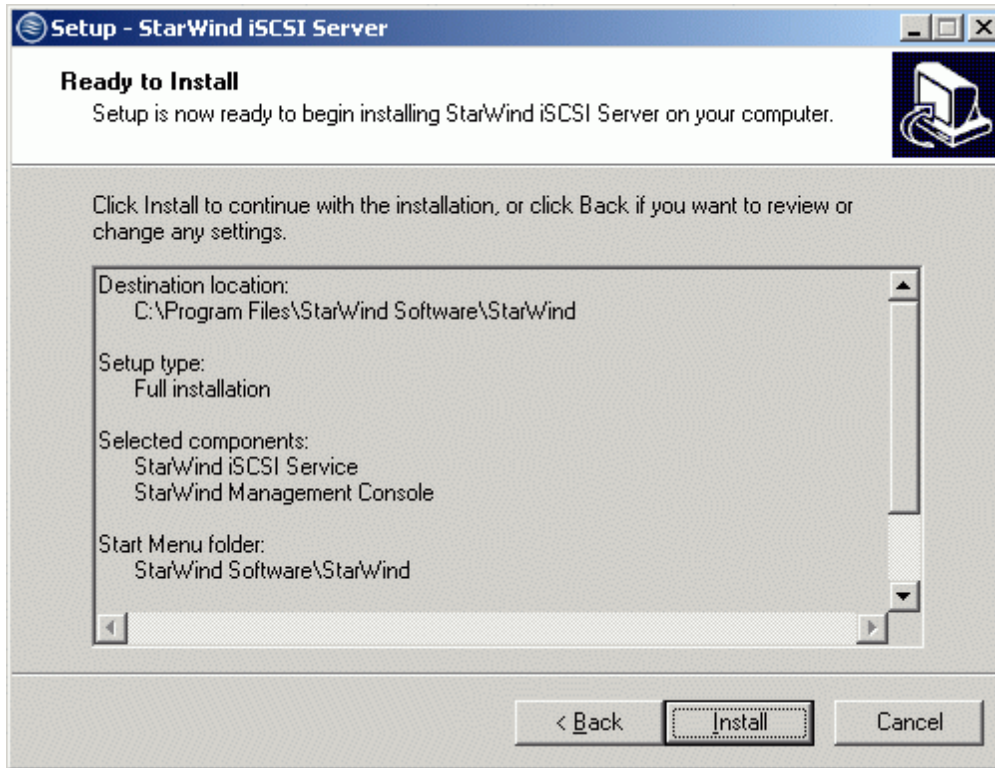 Setup - StarWind iSCSI Server
Ready to Install
Setup is now ready to begin installing StarWind iSCSI Server on your computer.
Click Install to continue with the installation, or click Back if you want to review or
change any settings.
Destination location:
C:\Program Files\StarWind Software\StarWind
Setup type:
Full installation
Selected components:
StarWind iSCSI Service
StarWind Management Console
Start Menu folder:
StarWind Software\StarWind
< Back Install Cancel